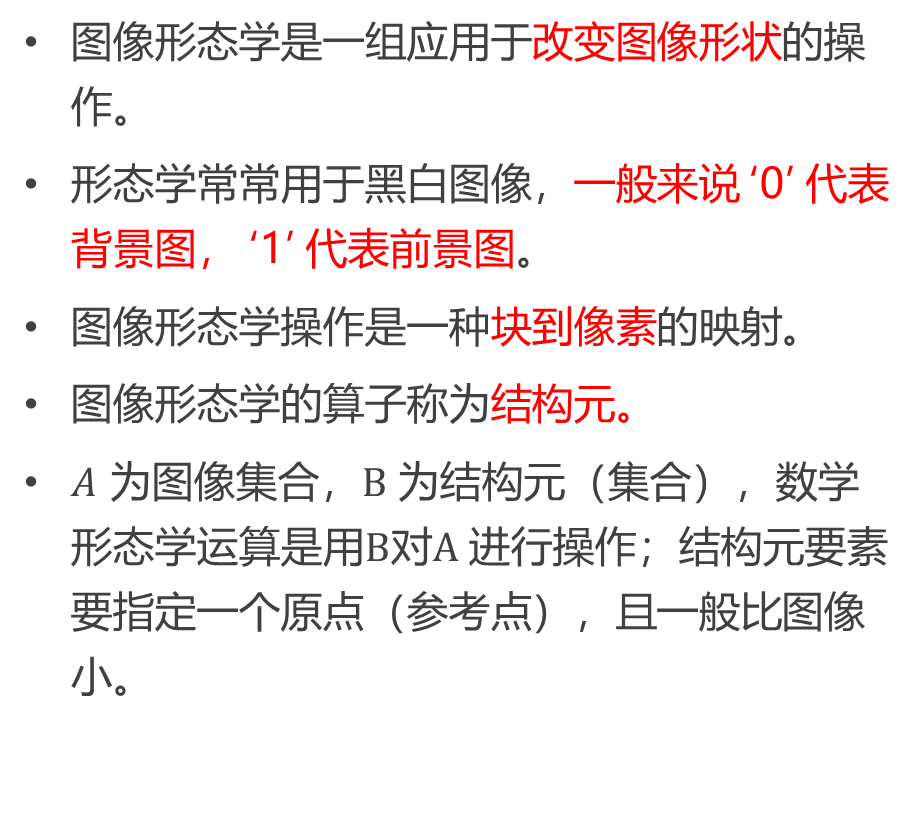 • 图像形态学是一组应用于改变图像形状的操
作。
• 形态学常常用于黑白图像，一般来说 ‘0’ 代表
背景图， ‘1’ 代表前景图。
• 图像形态学操作是一种块到像素的映射。
• 图像形态学的算子称为结构元。
• A 为图像集合，B 为结构元（集合），数学
形态学运算是用B对A 进行操作；结构元要素
要指定一个原点（参考点），且一般比图像
小。